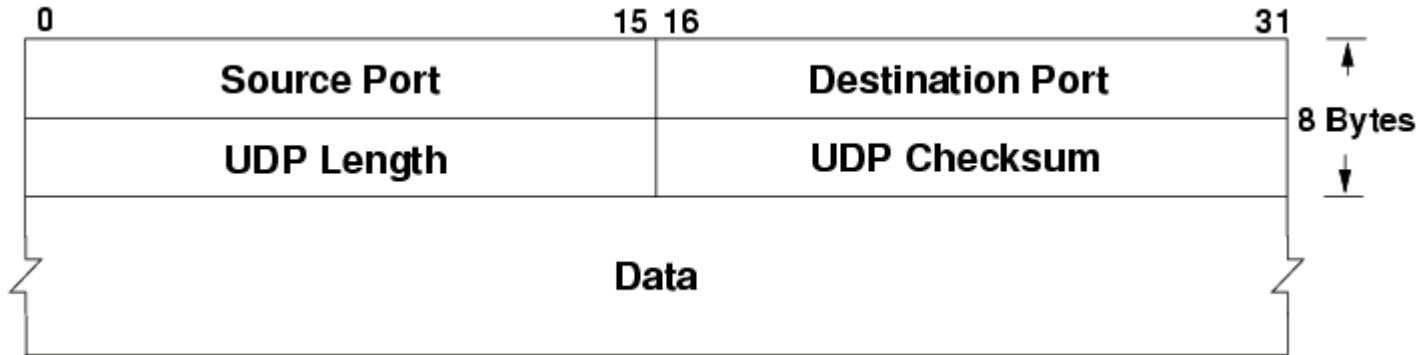 0 15 16 31
Source Port Destination Port
8 Bytes
UDP Length UDP Checksum
Data